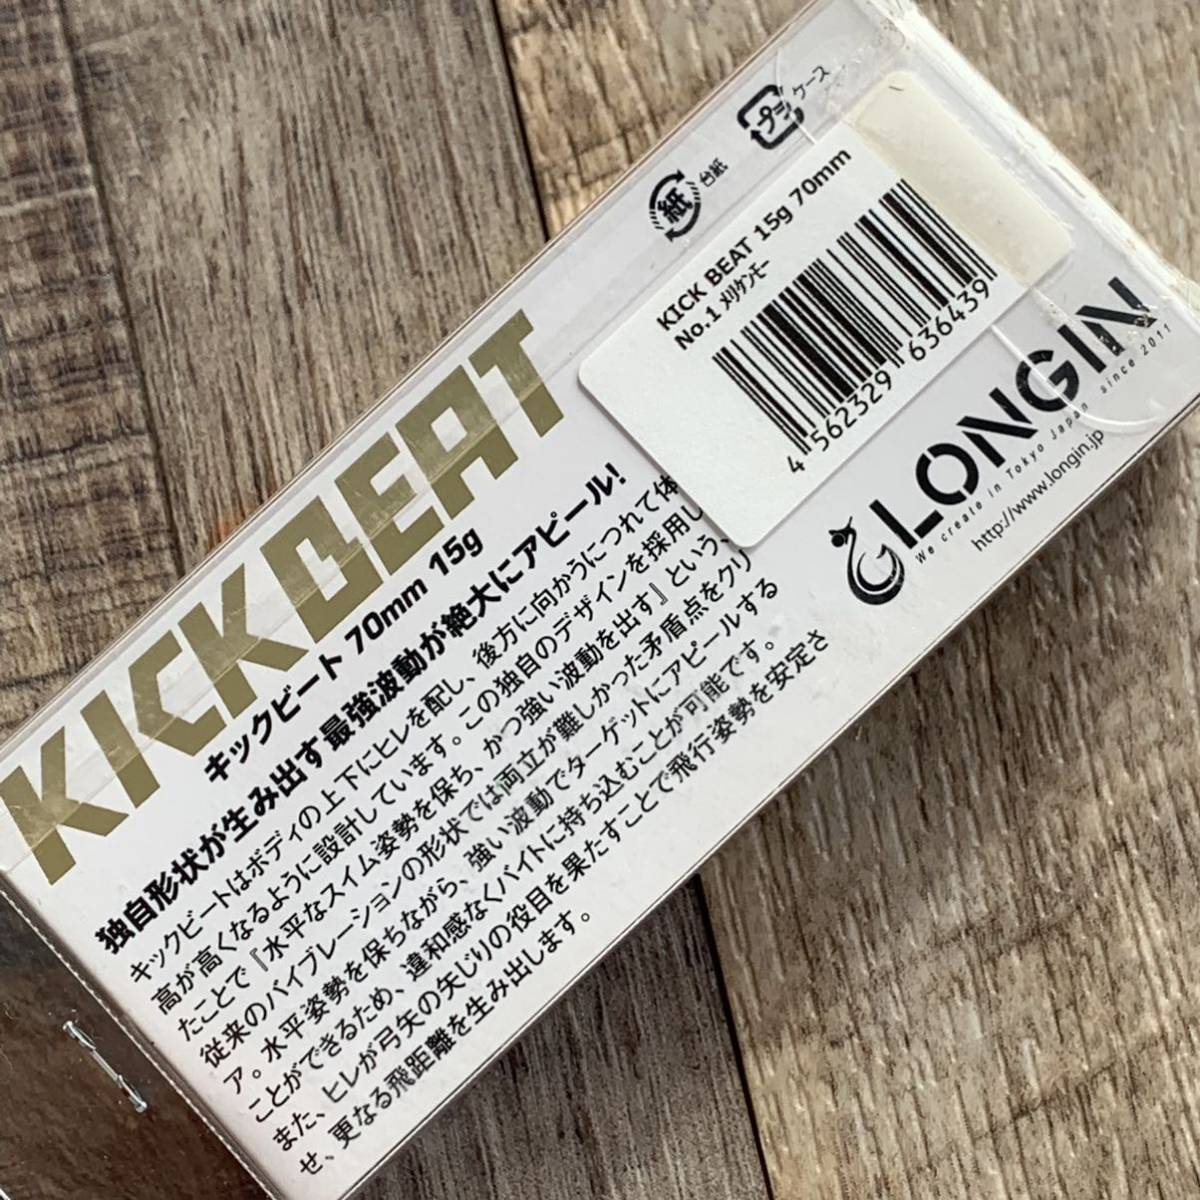 KICK BEAT
キックビート 70mm 15g
独自形状が生み出す最強波動が絶大にアピール!
キックビートはボディの上下にヒレを配し、後方に向かうにつれて体
高が高くなるように設計しています。この独自のデザインを採用し
たことで『水平なスイム姿勢を保ち、かつ強い波動を出す』という、
従来のバイブレーションの形状では両立が難しかった矛盾点をクリ
ア。水平姿勢を保ちながら、強い波動でターゲットにアピールする
ことができるため、違和感なくバイトに持ち込むことが可能です。
また、ヒレが弓矢の矢じりの役目を果たすことで飛行姿勢を安定さ
せ、更なる飛距離を生み出します。
紙 台紙
プラ ケース
KICK BEAT 15g 70mm
No.1 ﾒﾘｹﾝﾓｰ
4 562329 636439
LONGIN
We create in Tokyo Japan since 2011
http://www.longin.jp